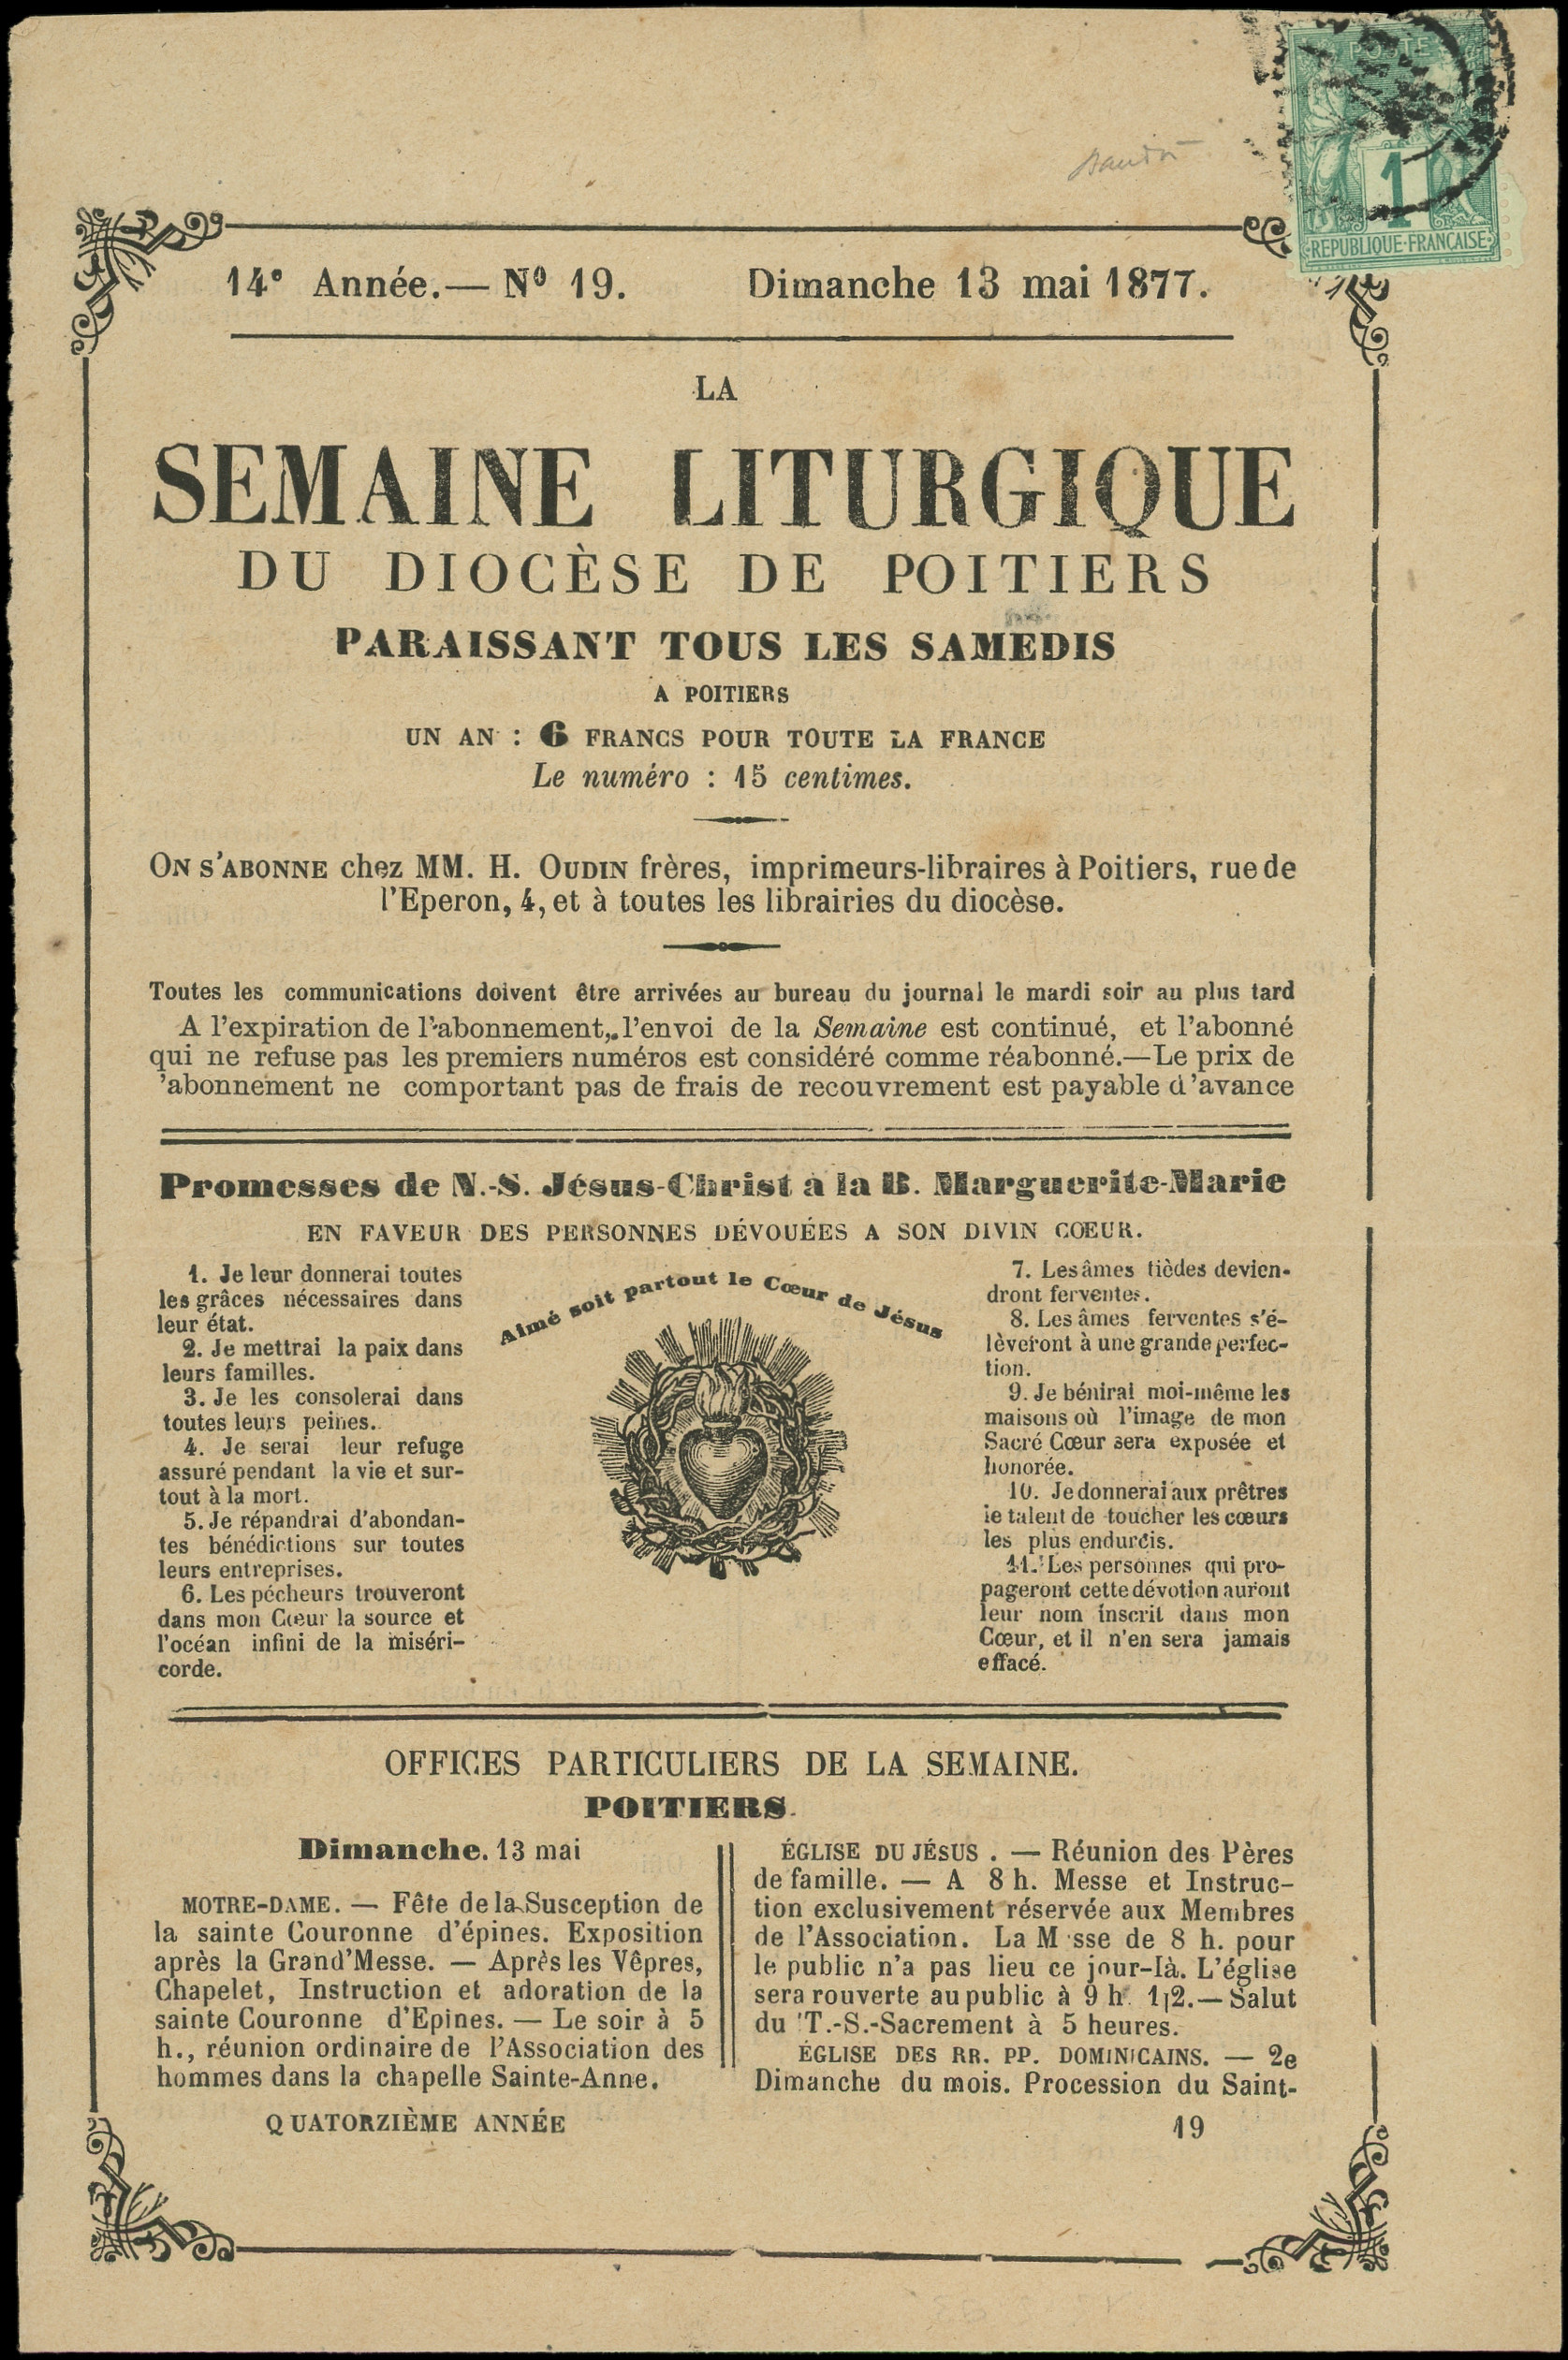 POSTES
1
REPUBLIQUE-FRANÇAISE
14e Année.— No 19. Dimanche 13 mai 1877.
LA
SEMAINE LITURGIQUE
DU DIOCÈSE DE POITIERS
PARAISSANT TOUS LES SAMEDIS
A POITIERS
UN AN : 6 FRANCS POUR TOUTE LA FRANCE
Le numéro : 15 centimes.
ON S'ABONNE chez MM. H. OUDIN frères, imprimeurs-libraires à Poitiers, rue de
l'Eperon, 4, et à toutes les librairies du diocèse.
Toutes les communications doivent être arrivées au bureau du journal le mardi soir au plus tard
A l'expiration de l'abonnement, l'envoi de la Semaine est continué, et l'abonné
qui ne refuse pas les premiers numéros est considéré comme réabonné.—Le prix de
'abonnement ne comportant pas de frais de recouvrement est payable d'avance
Promesses de N.-S. Jésus-Christ à la B. Marguerite-Marie
EN FAVEUR DES PERSONNES DÉVOUÉES A SON DIVIN CŒUR.
1. Je leur donnerai toutes
les grâces nécessaires dans
leur état.
2. Je mettrai la paix dans
leurs familles.
3. Je les consolerai dans
toutes leurs peines.
4. Je serai leur refuge
assuré pendant la vie et sur-
tout à la mort.
5. Je répandrai d'abondan-
tes bénédictions sur toutes
leurs entreprises.
6. Les pécheurs trouveront
dans mon Cœur la source et
l'océan infini de la miséri-
corde.
Aimé soit partout le Cœur de Jésus
7. Les âmes tièdes devien-
dront ferventes.
8. Les âmes ferventes s'é-
lèveront à une grande perfec-
tion.
9. Je bénirai moi-même les
maisons où l'image de mon
Sacré Cœur sera exposée et
honorée.
10. Je donnerai aux prêtres
le talent de toucher les cœurs
les plus endurcis.
11. Les personnes qui pro-
pageront cette dévotion auront
leur nom inscrit dans mon
Cœur, et il n'en sera jamais
effacé.
OFFICES PARTICULIERS DE LA SEMAINE.
POITIERS.
Dimanche. 13 mai
MOTRE-DAME. — Fête de la Susception de
la sainte Couronne d'épines. Exposition
après la Grand'Messe. — Après les Vêpres,
Chapelet, Instruction et adoration de la
sainte Couronne d'Epines. — Le soir à 5
h., réunion ordinaire de l'Association des
hommes dans la chapelle Sainte-Anne.
ÉGLISE DU JÉSUS . — Réunion des Pères
de famille. — A 8 h. Messe et Instruc-
tion exclusivement réservée aux Membres
de l'Association. La M sse de 8 h. pour
le public n'a pas lieu ce jour-là. L'église
sera rouverte au public à 9 h. 1|2.— Salut
du T.-S.-Sacrement à 5 heures.
ÉGLISE DES RR. PP. DOMINICAINS. — 2e
Dimanche du mois. Procession du Saint-
QUATORZIÈME ANNÉE 19